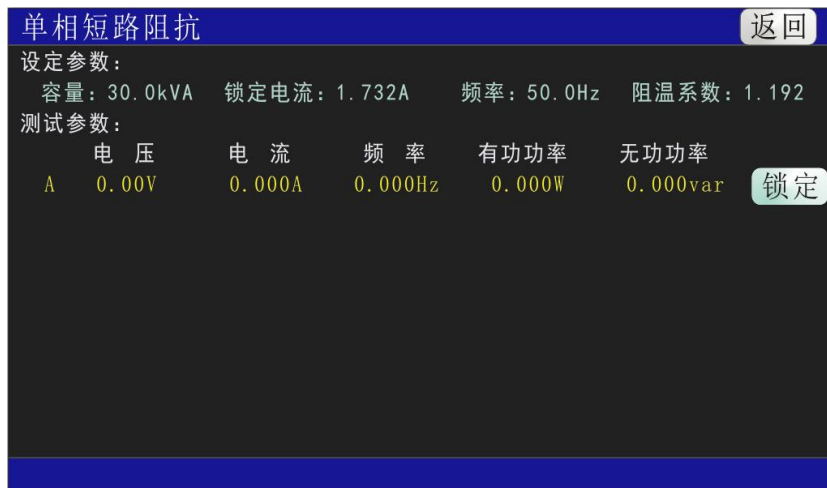 单相短路阻抗 返回
设定参数：
容量：30.0kVA 锁定电流：1.732A 频率：50.0Hz 阻温系数：1.192
测试参数：
电 压 电 流 频 率 有功功率 无功功率
A 0.00V 0.000A 0.000Hz 0.000W 0.000var 锁定